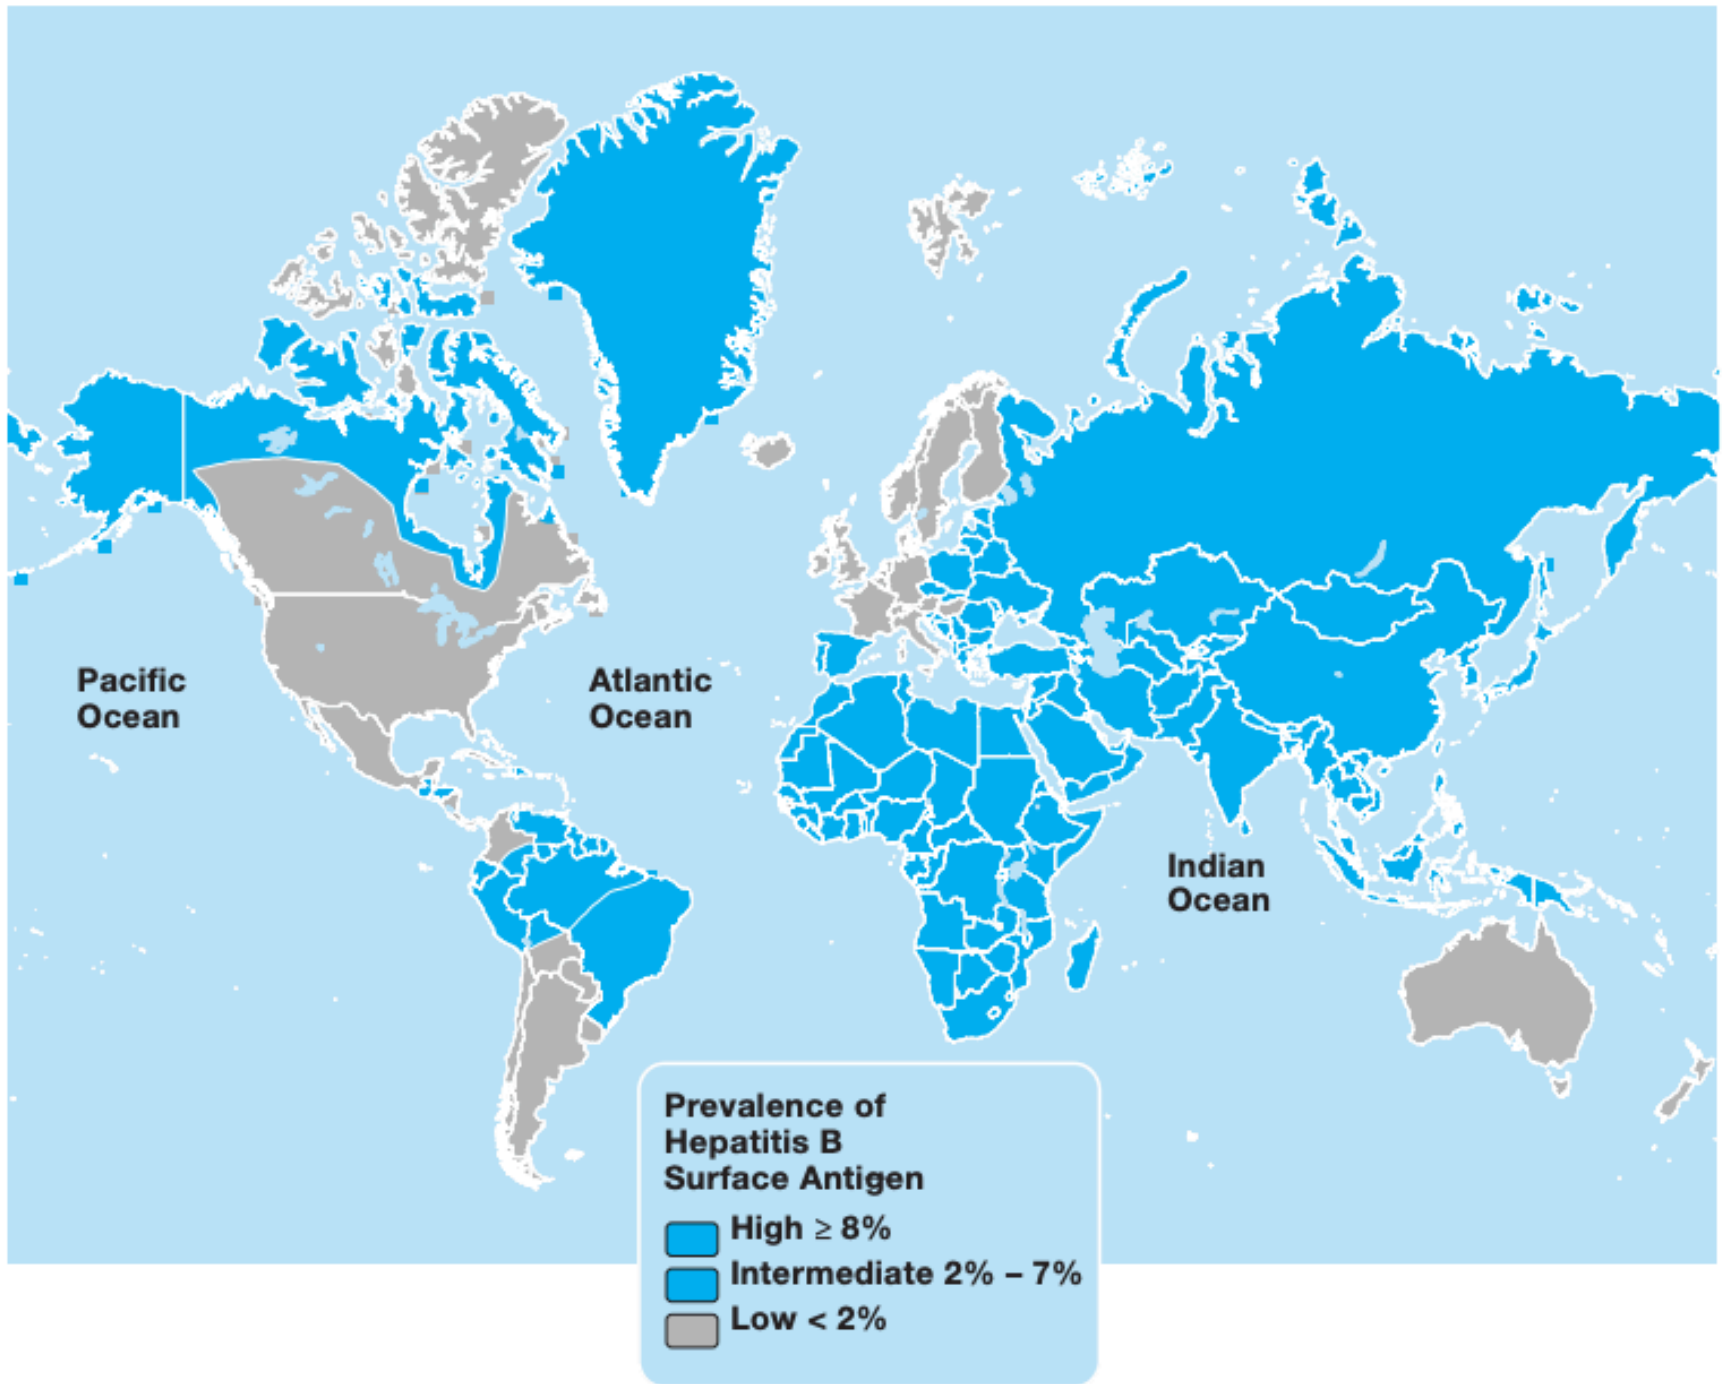 Pacific
Ocean
Atlantic
Ocean
Indian
Ocean
Prevalence of
Hepatitis B
Surface Antigen
High ≥ 8%
Intermediate 2% – 7%
Low < 2%